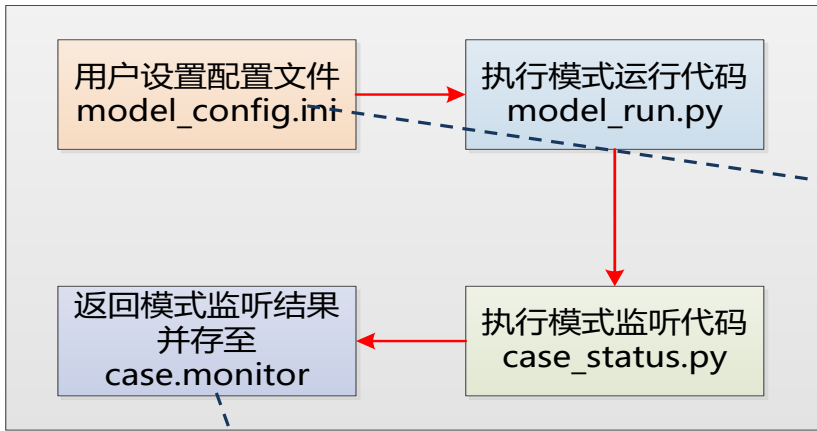 用户设置配置文件
model_config.ini
执行模式运行代码
model_run.py
返回模式监听结果
并存至
case.monitor
执行模式监听代码
case_status.py